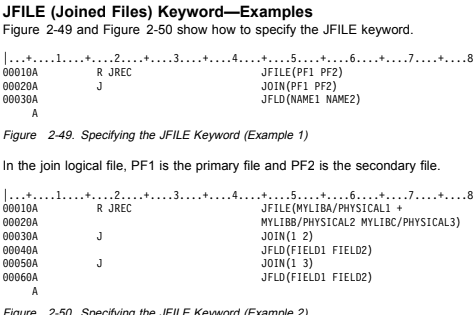 JFILE (Joined Files) Keyword—Examples
Figure 2-49 and Figure 2-50 show how to specify the JFILE keyword.
|...+....1....+....2....+....3....+....4....+....5....+....6....+....7....+....8
00010A          R JREC                      JFILE(PF1 PF2)
00020A          J                           JOIN(PF1 PF2)
00030A                                      JFLD(NAME1 NAME2)
     A
Figure 2-49. Specifying the JFILE Keyword (Example 1)
In the join logical file, PF1 is the primary file and PF2 is the secondary file.
|...+....1....+....2....+....3....+....4....+....5....+....6....+....7....+....8
00010A          R JREC                      JFILE(MYLIBA/PHYSICAL1 +
00020A                                      MYLIBB/PHYSICAL2 MYLIBC/PHYSICAL3)
00030A          J                           JOIN(1 2)
00040A                                      JFLD(FIELD1 FIELD2)
00050A          J                           JOIN(1 3)
00060A                                      JFLD(FIELD1 FIELD2)
     A
Figure 2-50. Specifying the JFILE Keyword (Example 2)